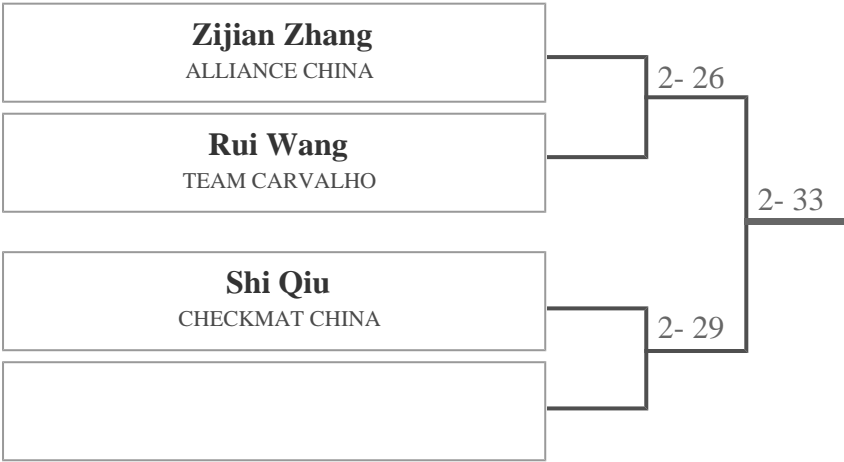 Zijian Zhang
ALLIANCE CHINA
2- 26
Rui Wang
TEAM CARVALHO
2- 33
Shi Qiu
CHECKMAT CHINA
2- 29